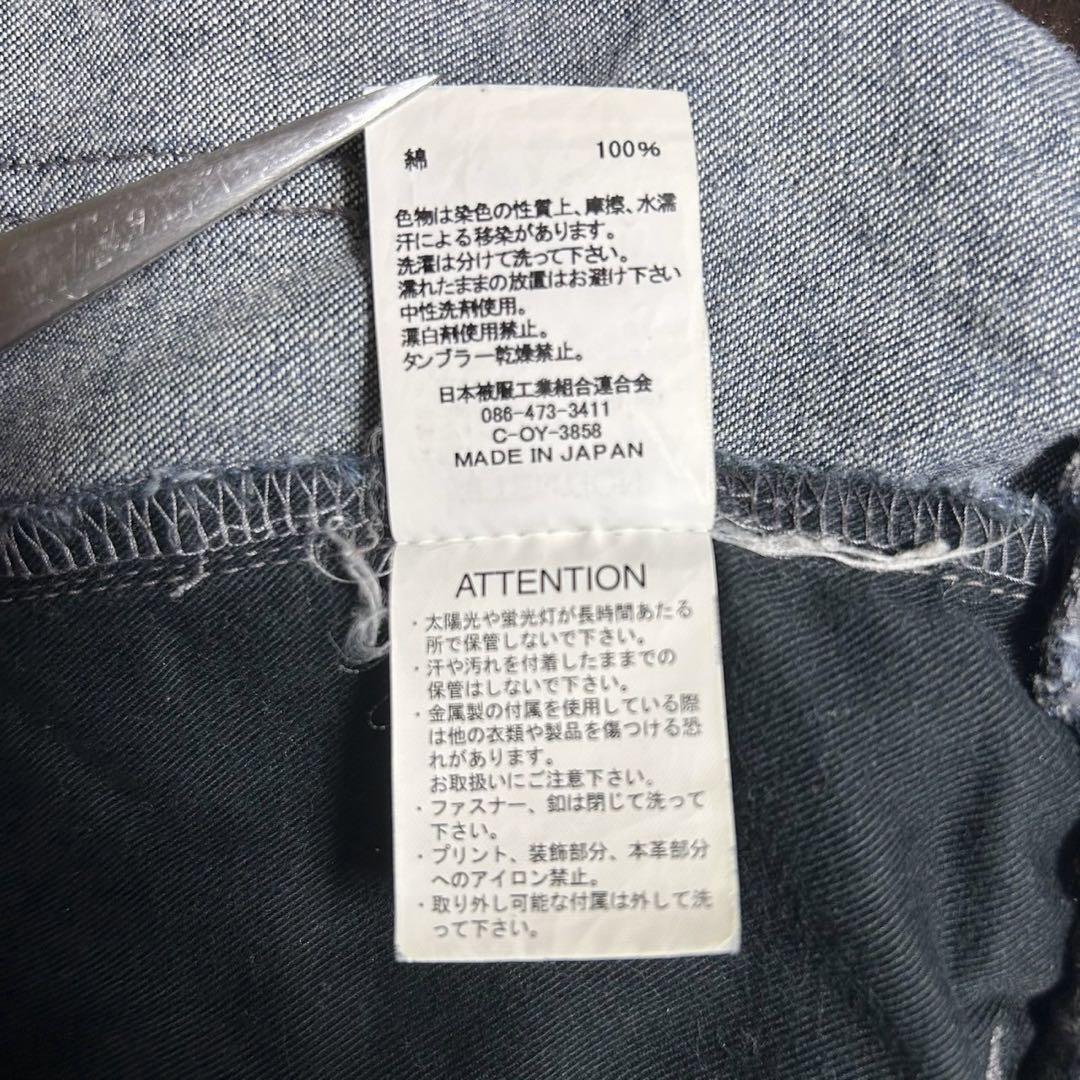 綿 100%
色物は染色の性質上、摩擦、水濡
汗による移染があります。
洗濯は分けて洗って下さい。
濡れたままの放置はお避け下さい
中性洗剤使用。
漂白剤使用禁止。
タンブラー乾燥禁止。
日本被服工業組合連合会
086-473-3411
C-OY-3858
MADE IN JAPAN
ATTENTION
・太陽光や蛍光灯が長時間あたる
所で保管しないで下さい。
・汗や汚れを付着したままでの
保管はしないで下さい。
・金属製の付属を使用している際
は他の衣類や製品を傷つける恐
れがあります。
お取扱いにご注意下さい。
・ファスナー、釦は閉じて洗って
下さい。
・プリント、装飾部分、本革部分
へのアイロン禁止。
・取り外し可能な付属は外して洗
って下さい。